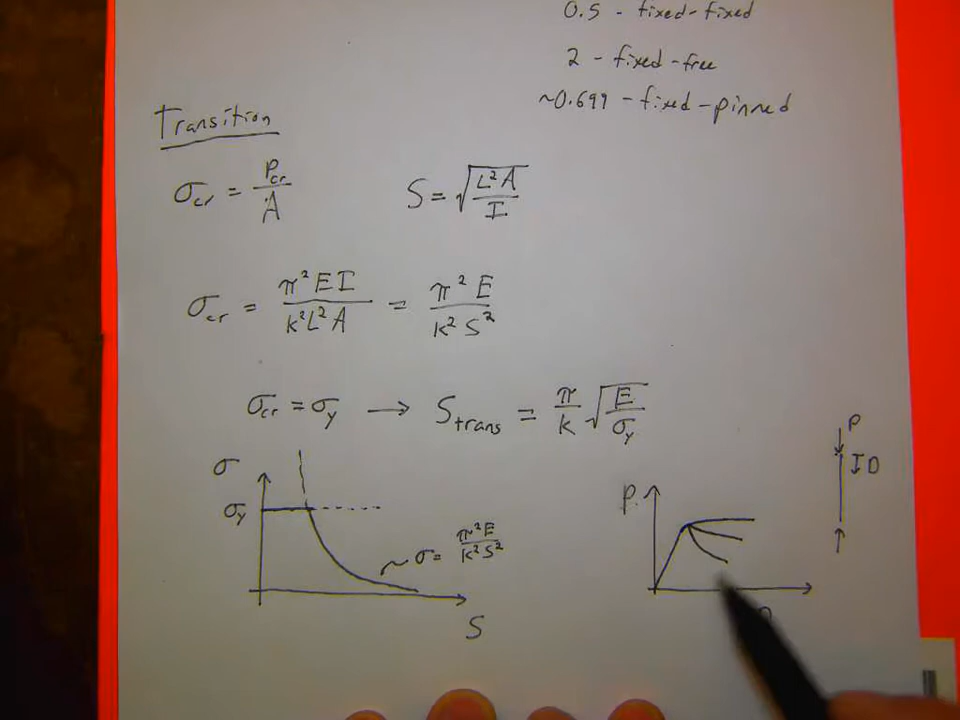 0.5 - fixed-fixed
2 - fixed-free
~0.699 - fixed-pinned
Transition
σcr = Pcr/A   S = √(L²A/I)
σcr = π²EI/k²L²A = π²E/k²S²
σcr = σy → Strans = π/k √(E/σy)
P
D
σ
σy
~ σ = π²E/k²S²
S
P